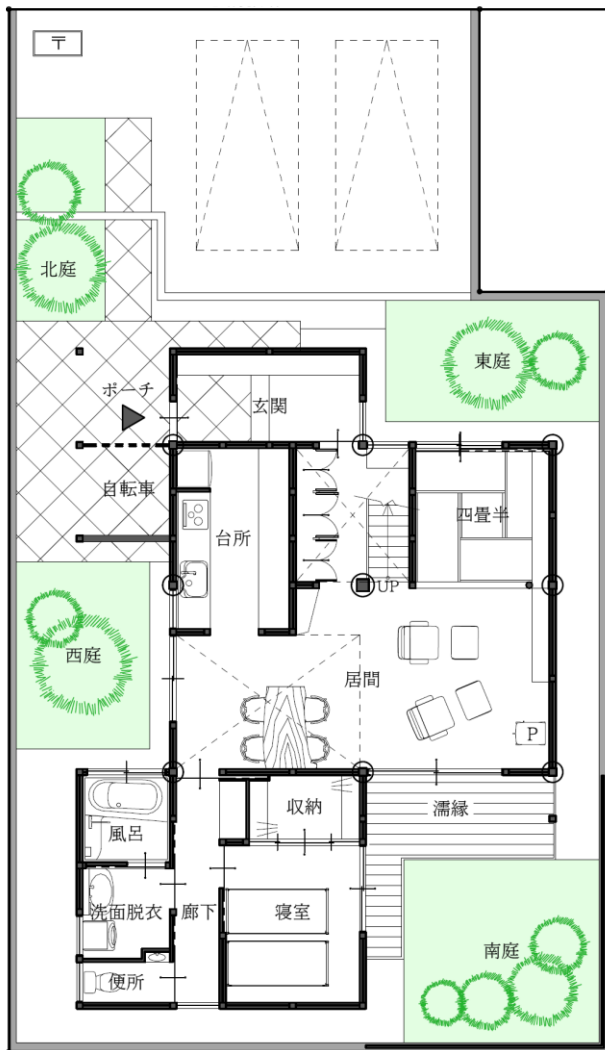 〒
北庭
東庭
ポーチ
玄関
自転車
台所
四畳半
UP
西庭
居間
P
収納
濡縁
風呂
洗面脱衣
廊下
寝室
南庭
便所